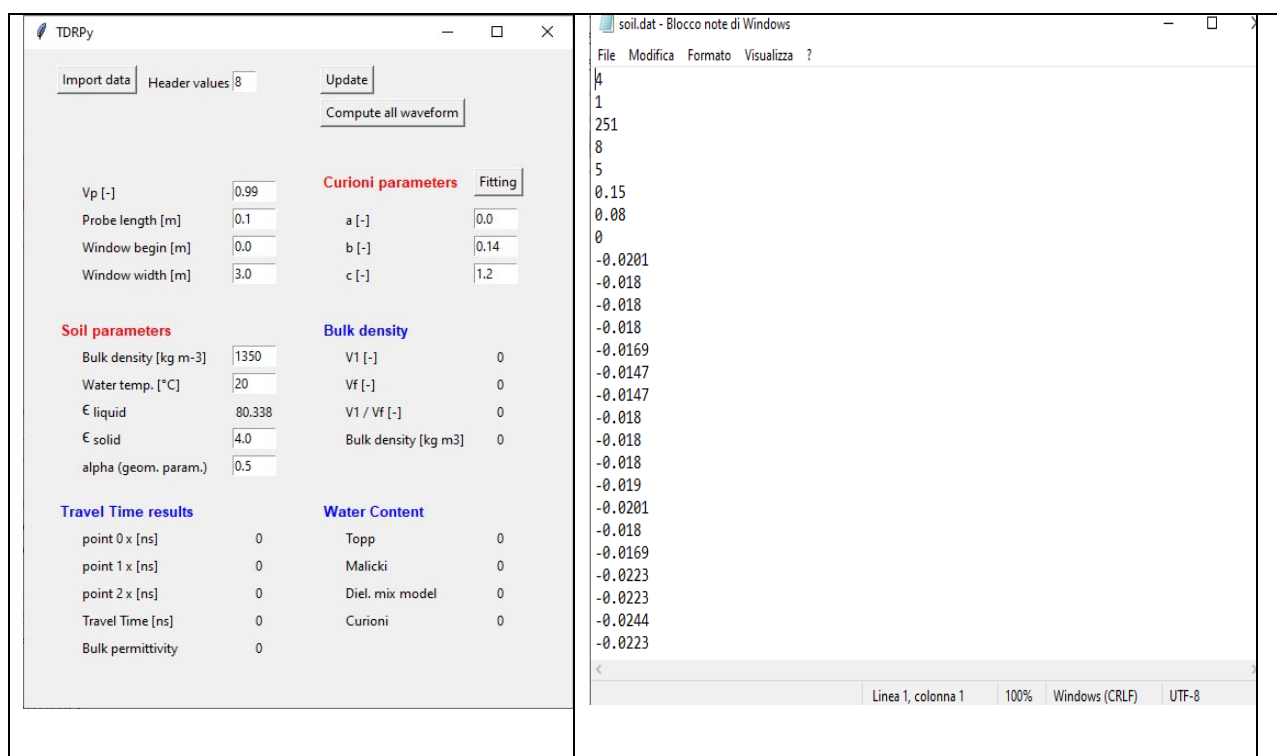 TDRPy
Import data Header values 8 Update
Compute all waveform
Vp [-] 0.99
Probe length [m] 0.1
Window begin [m] 0.0
Window width [m] 3.0
Curioni parameters Fitting
a [-] 0.0
b [-] 0.14
c [-] 1.2
Soil parameters
Bulk density [kg m-3] 1350
Water temp. [°C] 20
ϵ liquid 80.338
ϵ solid 4.0
alpha (geom. param.) 0.5
Bulk density
V1 [-] 0
Vf [-] 0
V1 / Vf [-] 0
Bulk density [kg m3] 0
Travel Time results
point 0 x [ns] 0
point 1 x [ns] 0
point 2 x [ns] 0
Travel Time [ns] 0
Bulk permittivity 0
Water Content
Topp 0
Malicki 0
Diel. mix model 0
Curioni 0
soil.dat - Blocco note di Windows
File Modifica Formato Visualizza ?
4
1
251
8
5
0.15
0.08
0
-0.0201
-0.018
-0.018
-0.018
-0.0169
-0.0147
-0.0147
-0.018
-0.018
-0.018
-0.019
-0.0201
-0.018
-0.0169
-0.0223
-0.0223
-0.0244
-0.0223
Linea 1, colonna 1 100% Windows (CRLF) UTF-8